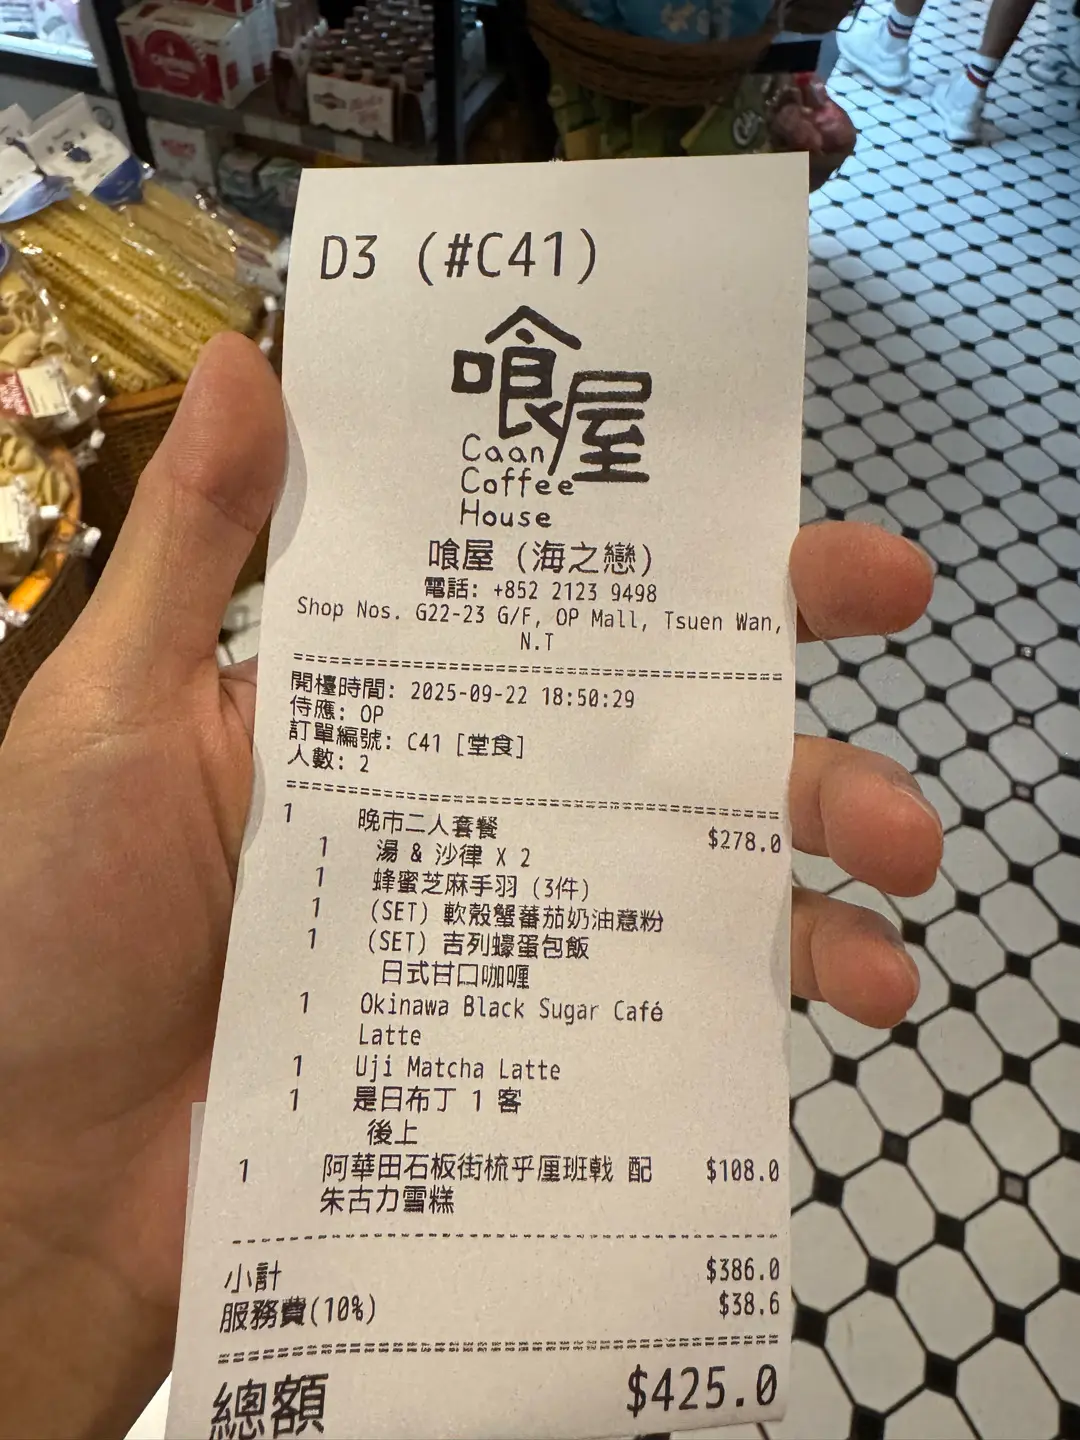 D3 (#C41)
喰屋
Caan
Coffee
House
喰屋 (海之戀)
電話: +852 2123 9498
Shop Nos. G22-23 G/F, OP Mall, Tsuen Wan,
N.T
開檯時間: 2025-09-22 18:50:29
侍應: OP
訂單編號: C41 [堂食]
人數: 2
1 晚市二人套餐 $278.0
1 湯 & 沙律 X 2
1 蜂蜜芝麻手羽 (3件)
1 (SET) 軟殼蟹蕃茄奶油意粉
1 (SET) 吉列蠔蛋包飯
日式甘口咖喱
1 Okinawa Black Sugar Café
Latte
1 Uji Matcha Latte
1 是日布丁 1 客
後上
1 阿華田石板街梳乎厘班戟 配 $108.0
朱古力雪糕
小計 $386.0
服務費(10%) $38.6
總額 $425.0